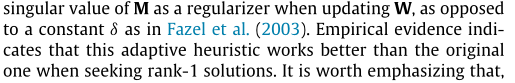 singular value of M as a regularizer when updating W, as opposed
to a constant δ as in Fazel et al. (2003). Empirical evidence indi-
cates that this adaptive heuristic works better than the original
one when seeking rank-1 solutions. It is worth emphasizing that,